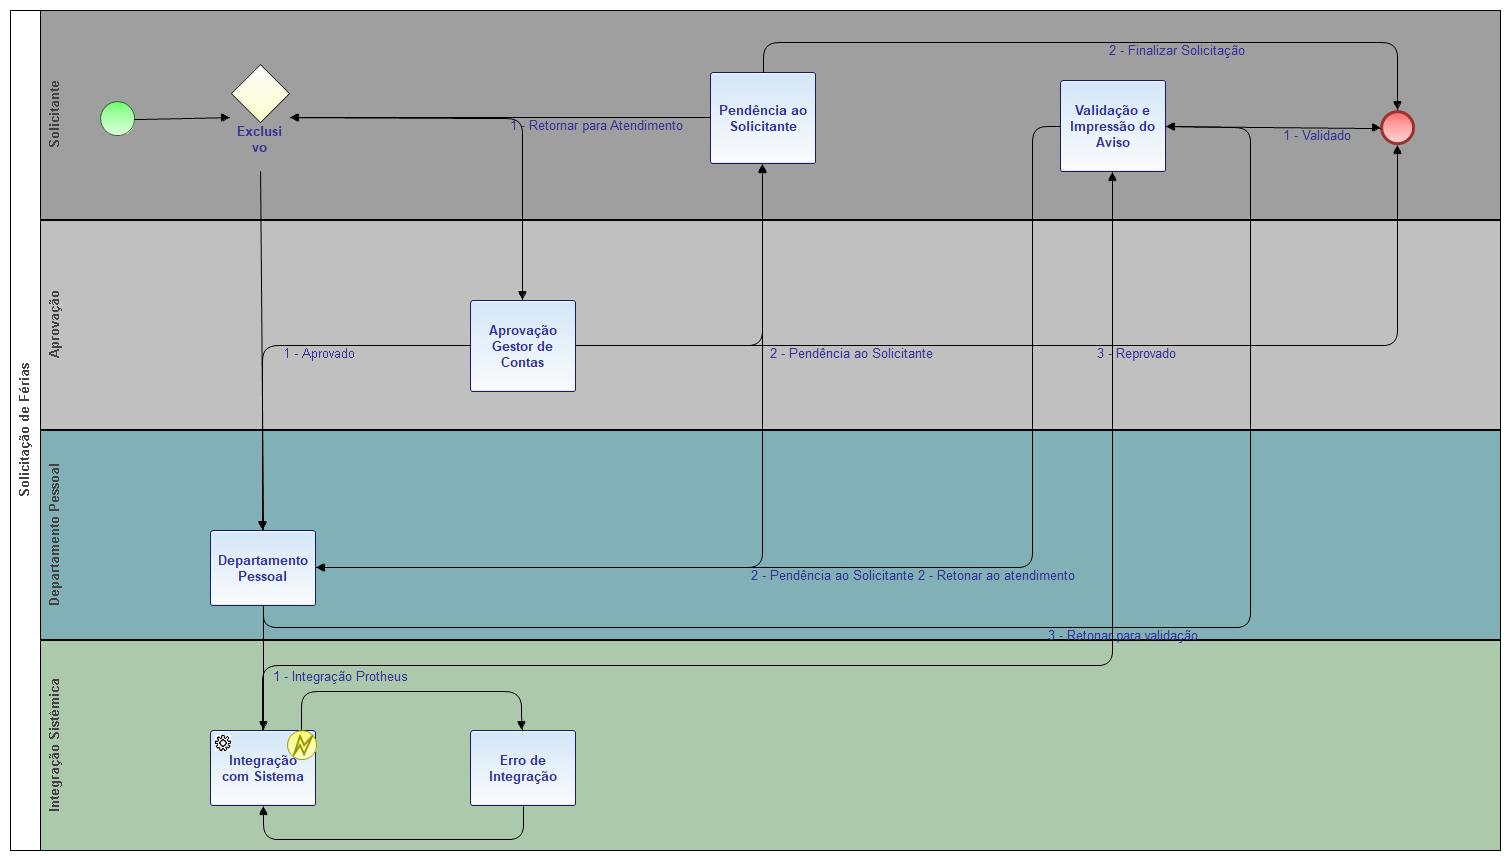 Solicitação de Férias
Solicitante
2 - Finalizar Solicitação
Exclusi
vo
1 - Retornar para Atendimento
Pendência ao
Solicitante
Validação e
Impressão do
Aviso
1 - Validado
Aprovação
Aprovação
Gestor de
Contas
1 - Aprovado
2 - Pendência ao Solicitante
3 - Reprovado
Departamento Pessoal
Departamento
Pessoal
2 - Pendência ao Solicitante
2 - Retonar ao atendimento
3 - Retonar para validação
Integração Sistêmica
1 - Integração Protheus
Integração
com Sistema
Erro de
Integração